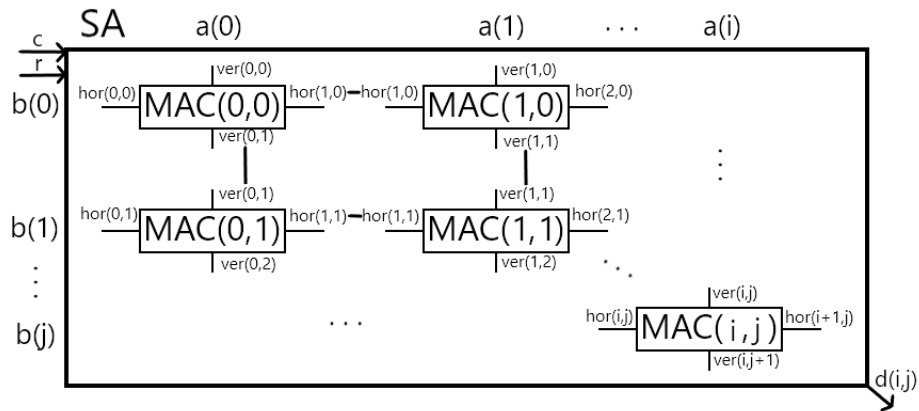 SA a(0) a(1) ... a(i)
c
r
ver(0,0) ver(1,0)
b(0) hor(0,0) MAC(0,0) hor(1,0) hor(1,0) MAC(1,0) hor(2,0)
ver(0,1) ver(1,1)
ver(0,1) ver(1,1)
b(1) hor(0,1) MAC(0,1) hor(1,1) hor(1,1) MAC(1,1) hor(2,1)
ver(0,2) ver(1,2)
ver(i,j)
b(j) ... hor(i,j) MAC(i,j) hor(i+1,j)
ver(i,j+1)
d(i,j)